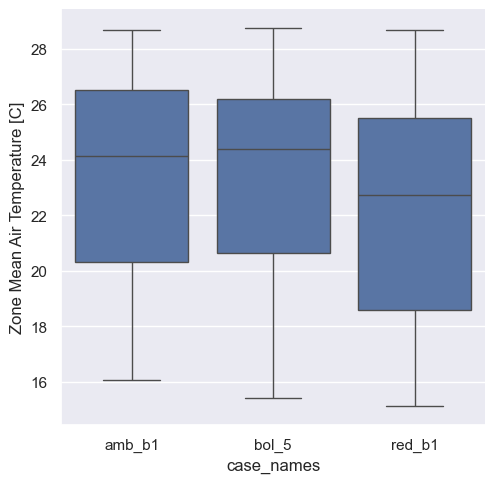 Zone Mean Air Temperature [C]
28
26
24
22
20
18
16
amb_b1 bol_5 red_b1
case_names